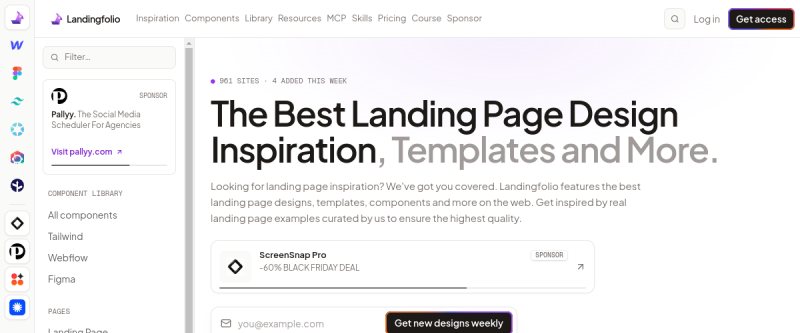 Landingfolio
Inspiration Components Library Resources MCP Skills Pricing Course Sponsor
Log in
Get access
Filter...
SPONSOR
Pallyy. The Social Media
Scheduler For Agencies
Visit pallyy.com
COMPONENT LIBRARY
All components
Tailwind
Webflow
Figma
PAGES
Landing Page
961 SITES · 4 ADDED THIS WEEK
The Best Landing Page Design
Inspiration, Templates and More.
Looking for landing page inspiration? We've got you covered. Landingfolio features the best
landing page designs, templates, components and more on the web. Get inspired by real
landing page examples curated by us to ensure the highest quality.
ScreenSnap Pro
SPONSOR
-60% BLACK FRIDAY DEAL
you@example.com
Get new designs weekly